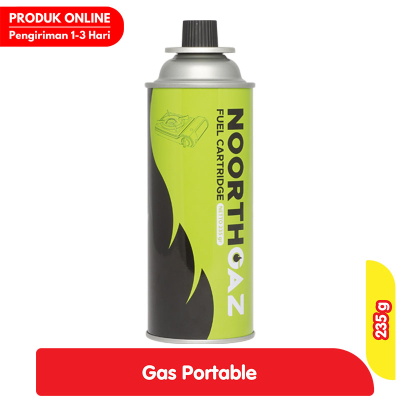 PRODUK ONLINE
Pengiriman 1-3 Hari
NOORTHGAZ
FUEL CARTRIDGE
235 g
Gas Portable